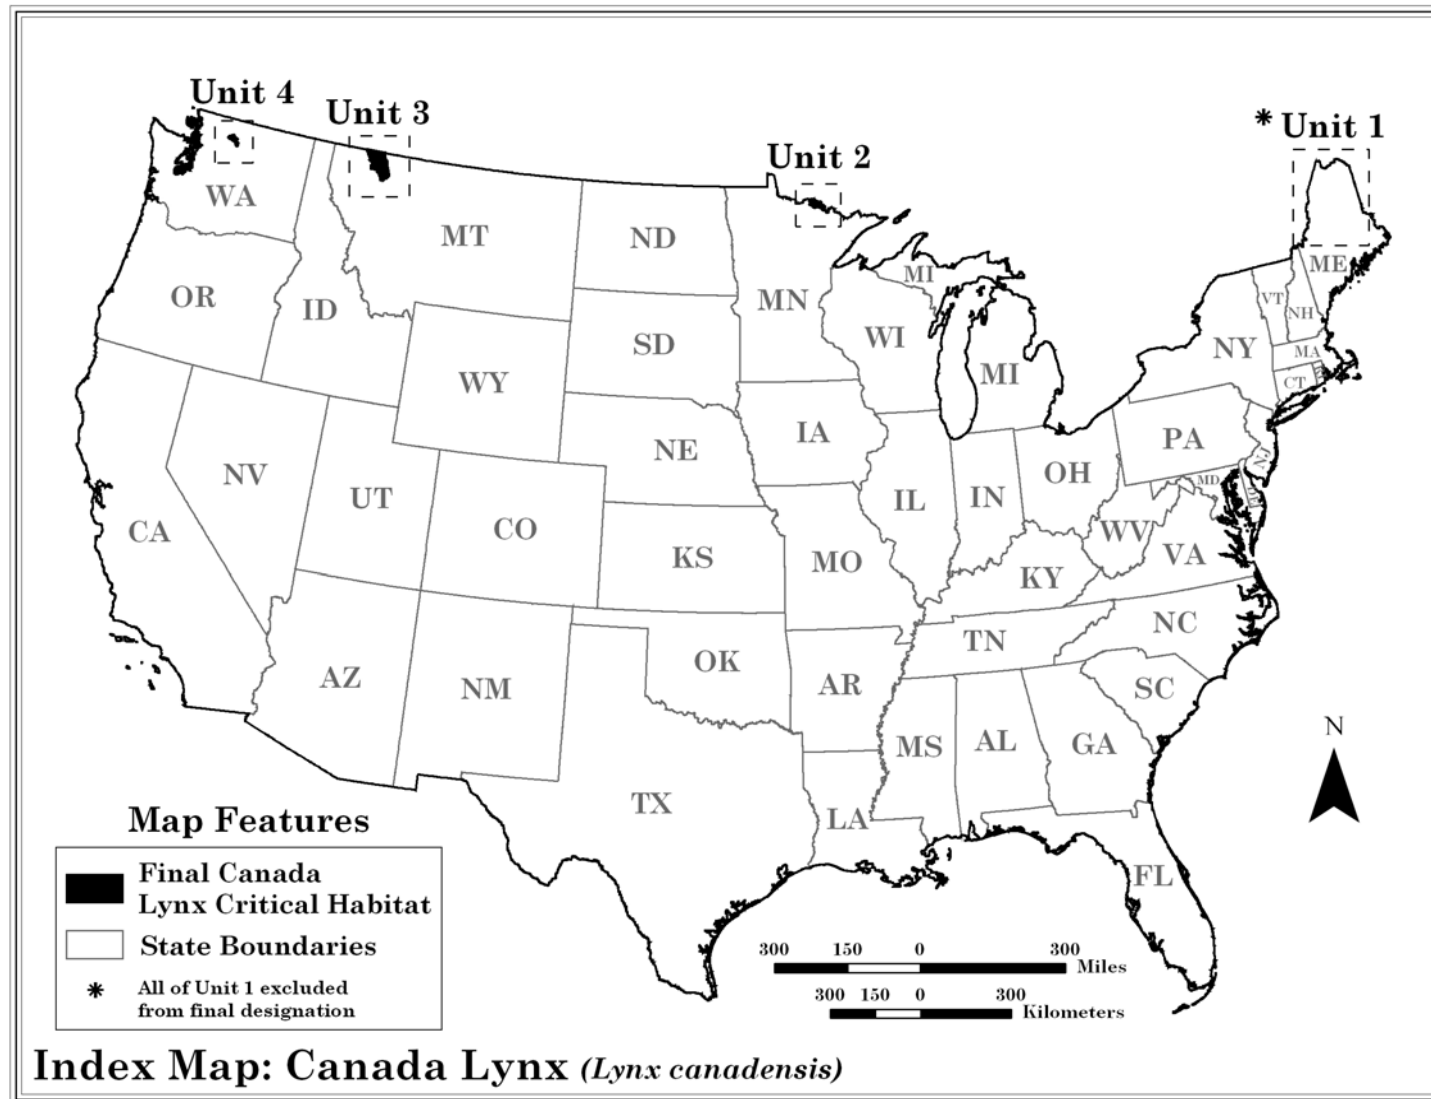 Unit 4
Unit 3
Unit 2
* Unit 1
WA
MT
ND
MN
MI
ME
VT
NH
OR
ID
SD
WI
NY
MA
CT
WY
MI
IA
NE
PA
NJ
NV
UT
OH
MD
DE
CA
CO
IL
IN
WV
VA
KS
MO
KY
NC
TN
AZ
NM
OK
AR
SC
MS
AL
GA
TX
LA
FL
N
Map Features
Final Canada
Lynx Critical Habitat
State Boundaries
* All of Unit 1 excluded
from final designation
300 150 0 300
Miles
300 150 0 300
Kilometers
Index Map: Canada Lynx (Lynx canadensis)